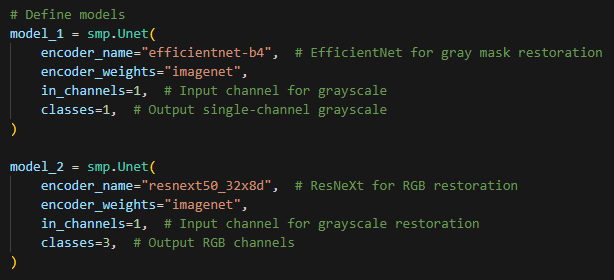 # Define models
model_1 = smp.Unet(
    encoder_name="efficientnet-b4",  # EfficientNet for gray mask restoration
    encoder_weights="imagenet",
    in_channels=1,  # Input channel for grayscale
    classes=1,  # Output single-channel grayscale
)

model_2 = smp.Unet(
    encoder_name="resnext50_32x8d",  # ResNeXt for RGB restoration
    encoder_weights="imagenet",
    in_channels=1,  # Input channel for grayscale restoration
    classes=3,  # Output RGB channels
)